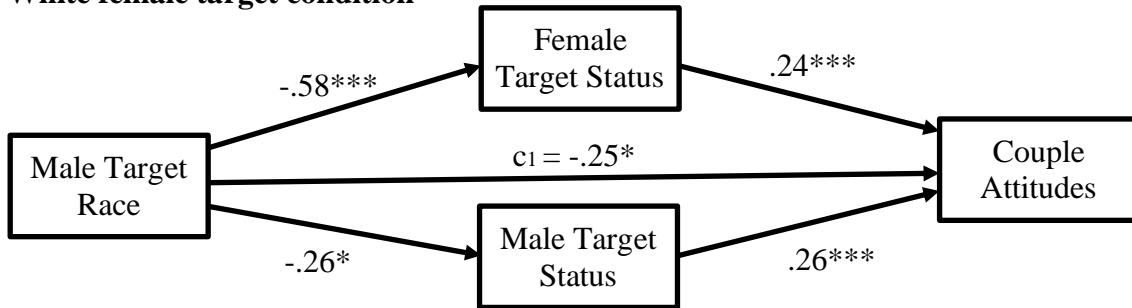 White female target condition
Female
Target Status
-.58***
.24***
Male Target
Race
c1 = -.25*
Couple
Attitudes
-.26*
Male Target
Status
.26***